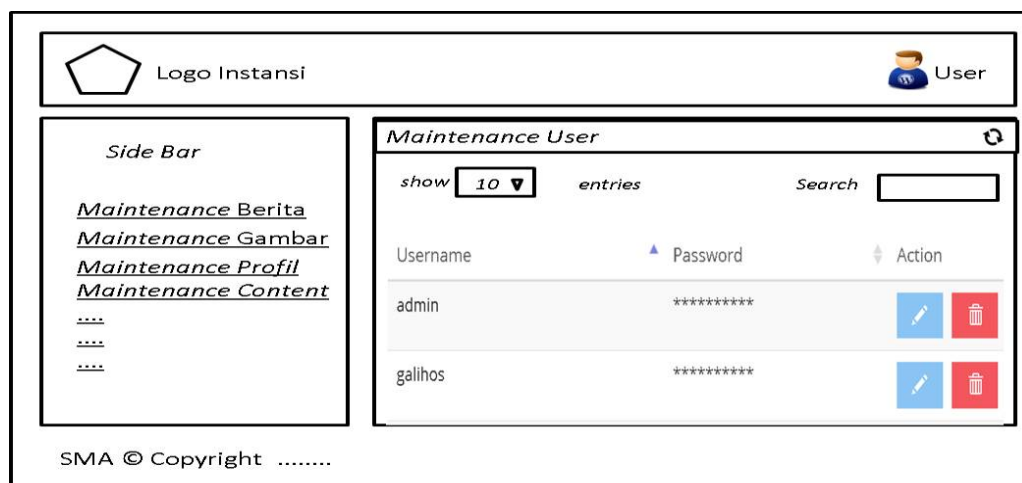 Logo Instansi
User
Side Bar
Maintenance Berita
Maintenance Gambar
Maintenance Profil
Maintenance Content
....
....
....
Maintenance User
show 10 entries Search
Username Password Action
admin **********
galihos **********
SMA © Copyright ........